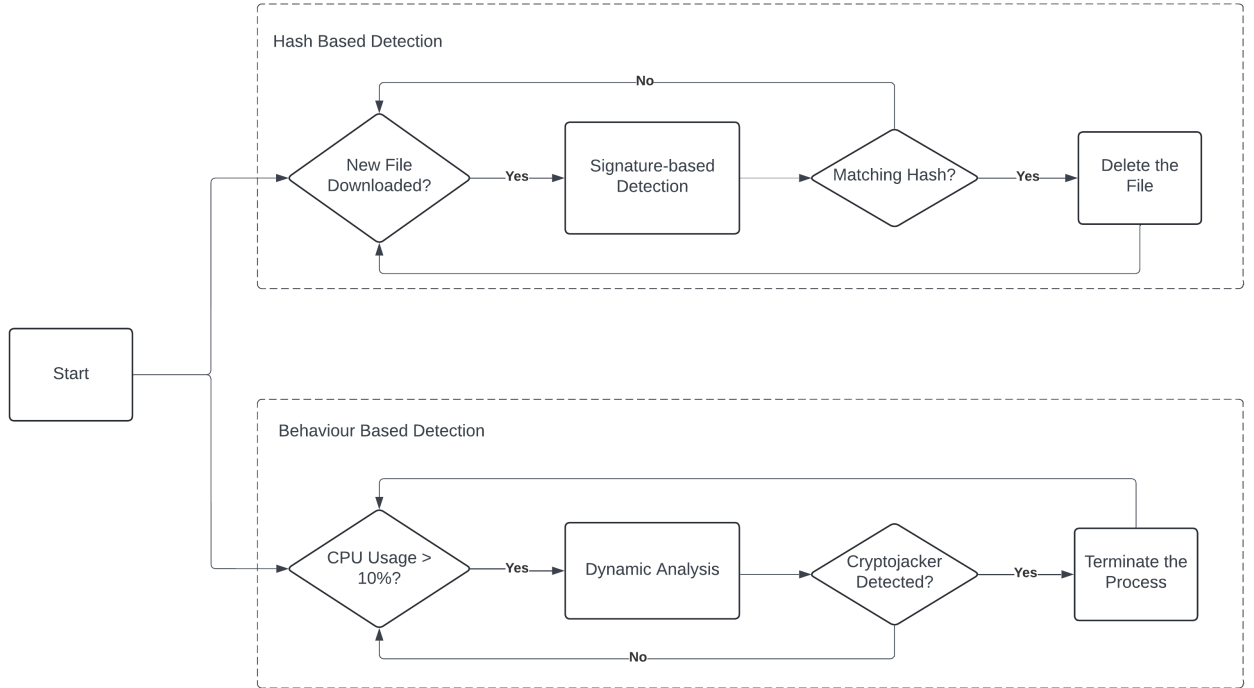 Hash Based Detection
No
New File
Downloaded?
Yes
Signature-based
Detection
Matching Hash?
Yes
Delete the
File
Start
Behaviour Based Detection
CPU Usage >
10%?
Yes
Dynamic Analysis
Cryptojacker
Detected?
Yes
Terminate the
Process
No